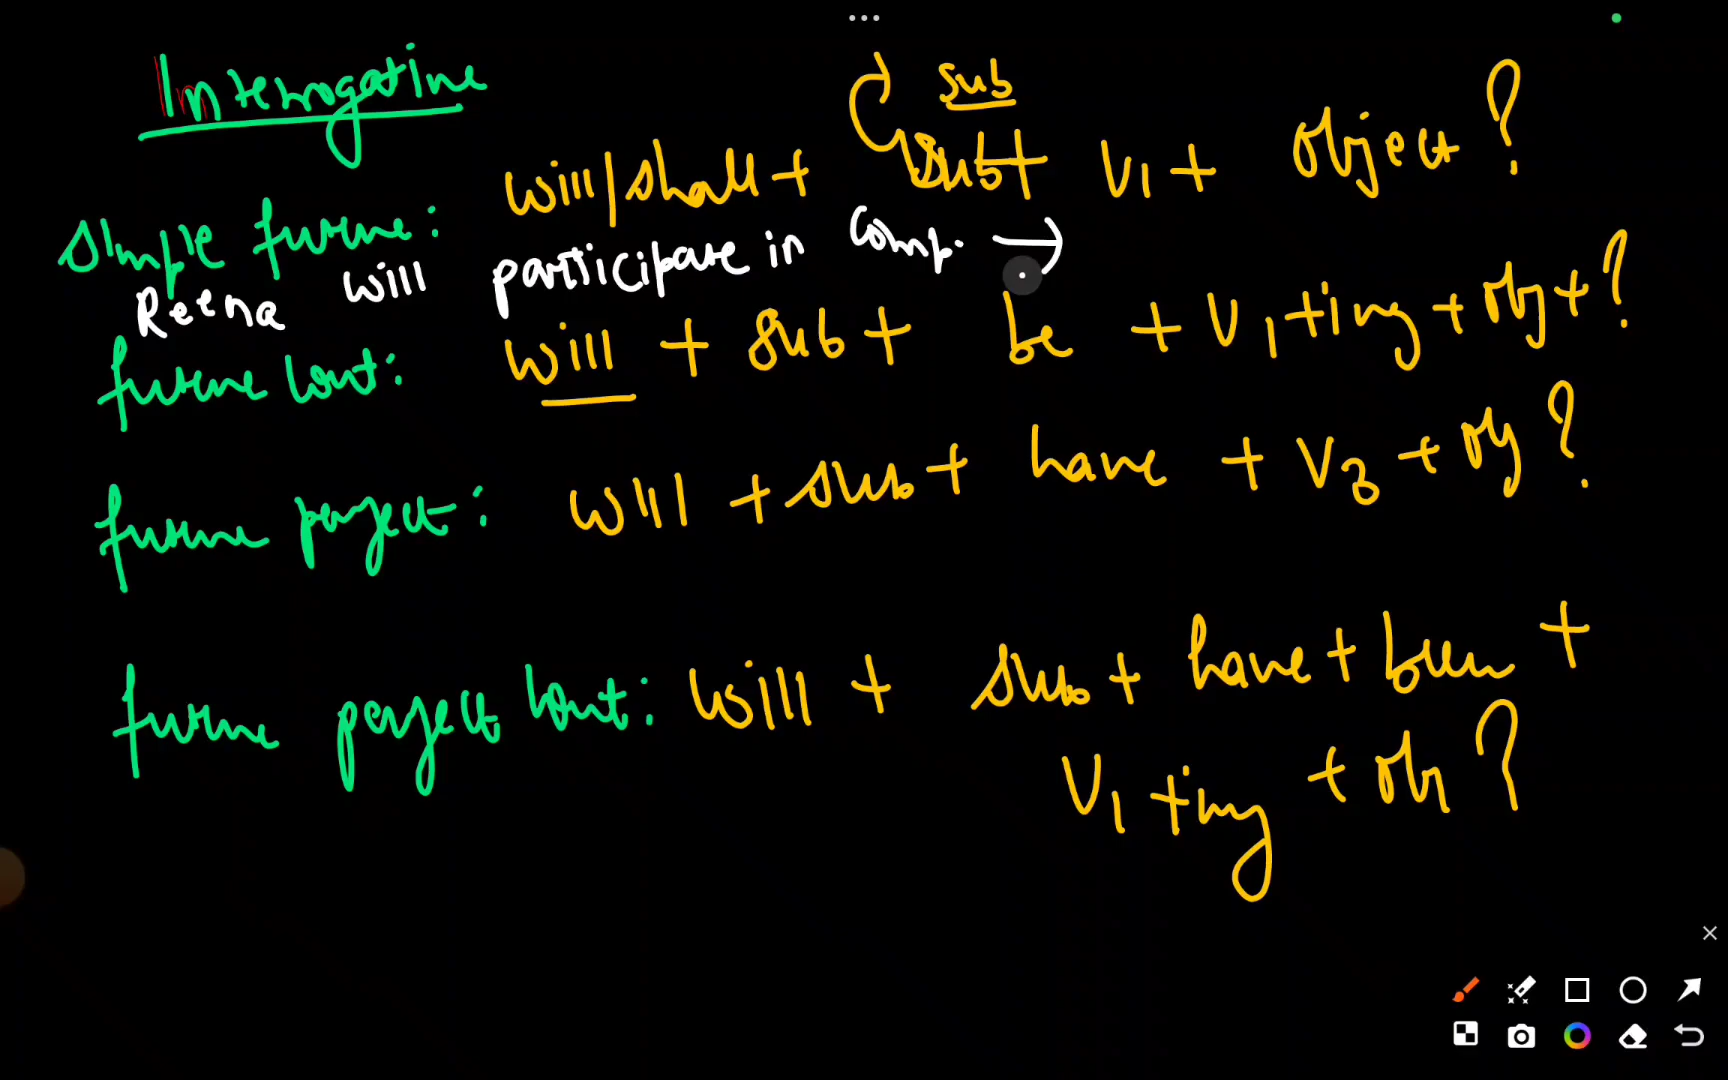 Interrogative
sub
Simple future: will/shall + sub + V1 + object ?
Reena will participate in comp. →
future cont: will + sub + be + V1 + ing + obj + ?
future perfect: will + sub + have + V3 + obj ?
future perfect cont: will + sub + have + been +
V1 + ing + obj ?